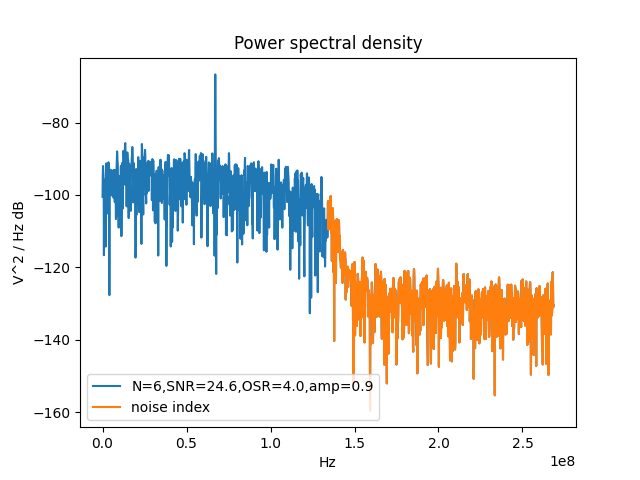 Power spectral density
V^2 / Hz dB
−80
−100
−120
−140
−160
N=6,SNR=24.6,OSR=4.0,amp=0.9
noise index
0.0 0.5 1.0 1.5 2.0 2.5
1e8
Hz